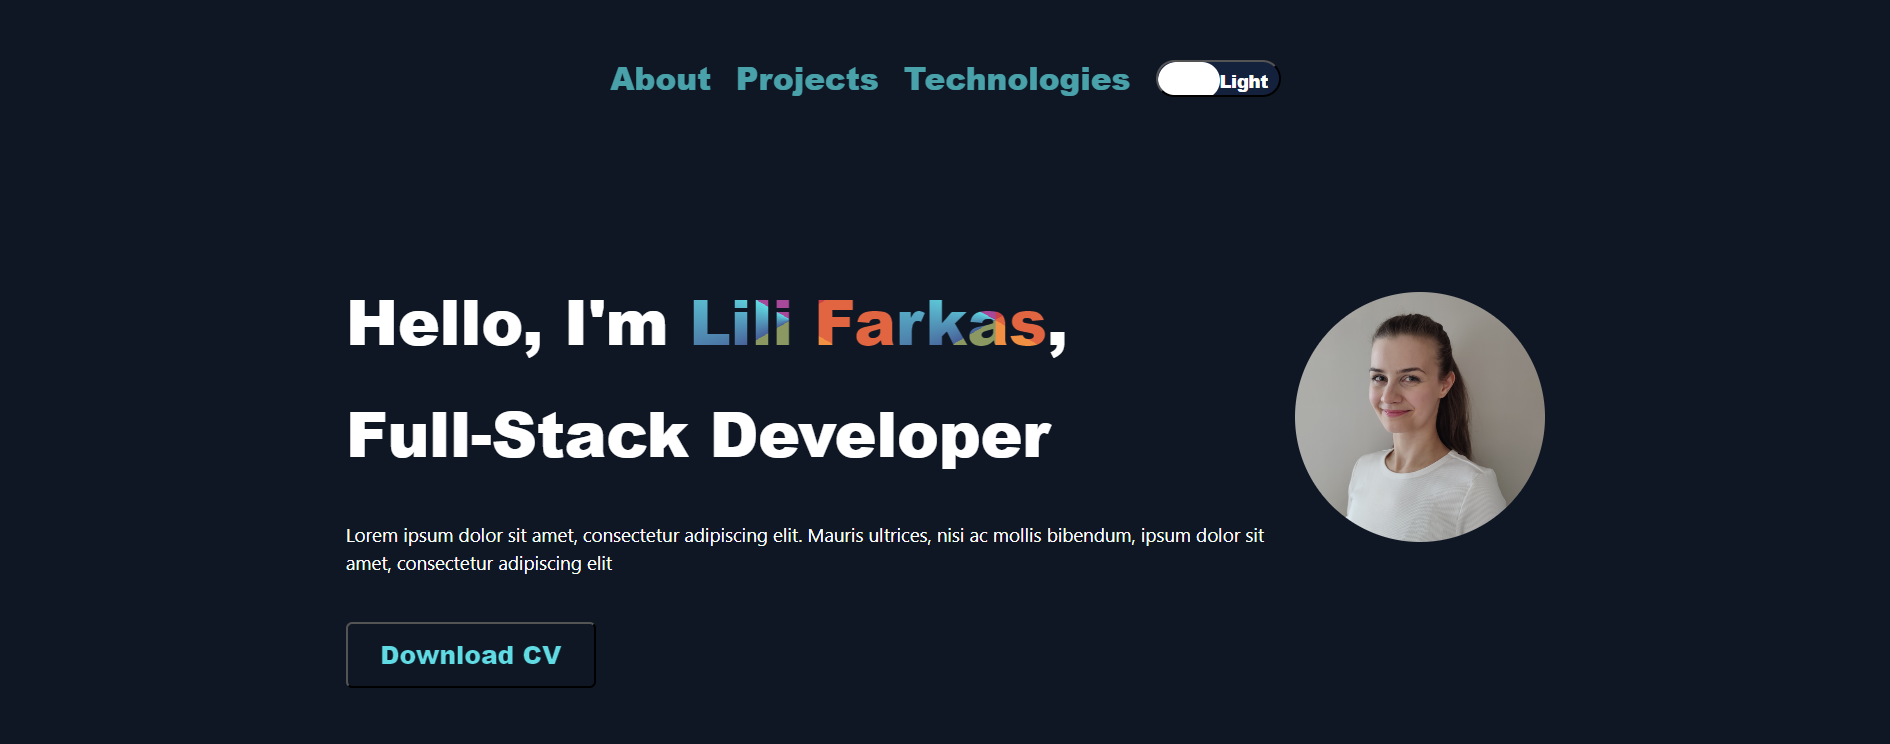 About Projects Technologies Light
Hello, I'm Lili Farkas,
Full-Stack Developer
Lorem ipsum dolor sit amet, consectetur adipiscing elit. Mauris ultrices, nisi ac mollis bibendum, ipsum dolor sit
amet, consectetur adipiscing elit
Download CV